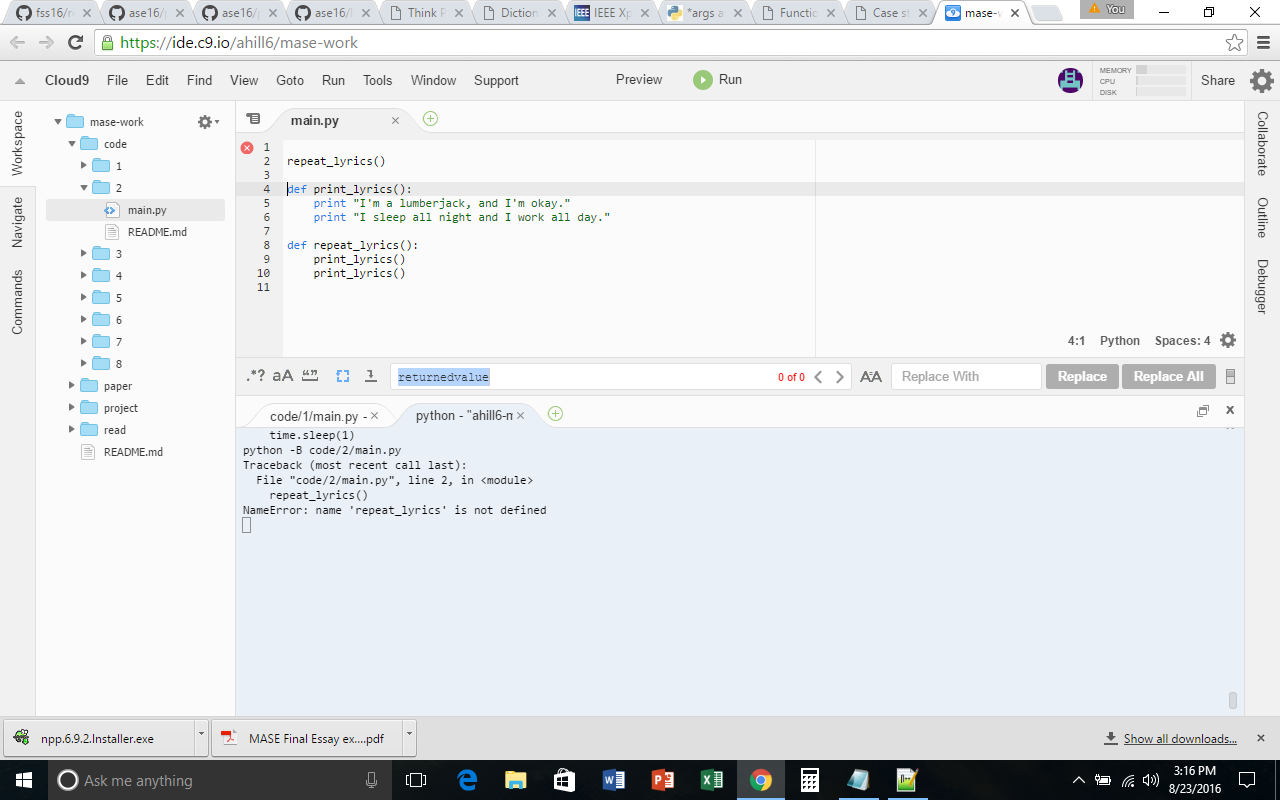 fss16/r ase16/p ase16/p ase16/l Think P Diction IEEE IEEE Xp *args a Functio Case st mase-w You
https://ide.c9.io/ahill6/mase-work
Cloud9 File Edit Find View Goto Run Tools Window Support Preview Run MEMORY CPU DISK Share
Workspace
Navigate
Commands
mase-work
code
1
2
main.py
README.md
3
4
5
6
7
8
paper
project
read
README.md
main.py
1
2 repeat_lyrics()
3
4 def print_lyrics():
5 print "I'm a lumberjack, and I'm okay."
6 print "I sleep all night and I work all day."
7
8 def repeat_lyrics():
9 print_lyrics()
10 print_lyrics()
11
4:1 Python Spaces: 4
.*? aA “” returnedvalue 0 of 0 AA Replace With Replace Replace All
code/1/main.py - python - "ahill6-m
time.sleep(1)
python -B code/2/main.py
Traceback (most recent call last):
File "code/2/main.py", line 2, in <module>
repeat_lyrics()
NameError: name 'repeat_lyrics' is not defined
Collaborate
Outline
Debugger
npp.6.9.2.Installer.exe MASE Final Essay ex....pdf Show all downloads...
Ask me anything
3:16 PM
8/23/2016